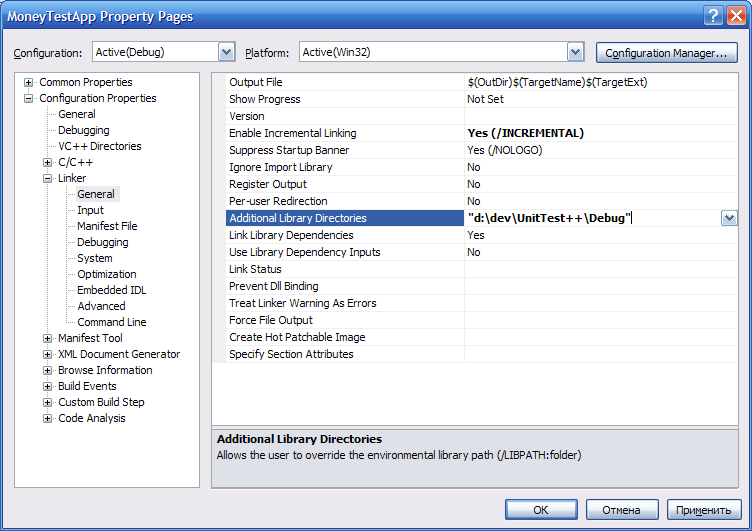 MoneyTestApp Property Pages
Configuration: Active(Debug) Platform: Active(Win32) Configuration Manager...
Common Properties
Configuration Properties
General
Debugging
VC++ Directories
C/C++
Linker
General
Input
Manifest File
Debugging
System
Optimization
Embedded IDL
Advanced
Command Line
Manifest Tool
XML Document Generator
Browse Information
Build Events
Custom Build Step
Code Analysis
Output File $(OutDir)$(TargetName)$(TargetExt)
Show Progress Not Set
Version
Enable Incremental Linking Yes (/INCREMENTAL)
Suppress Startup Banner Yes (/NOLOGO)
Ignore Import Library No
Register Output No
Per-user Redirection No
Additional Library Directories "d:\dev\UnitTest++\Debug"
Link Library Dependencies Yes
Use Library Dependency Inputs No
Link Status
Prevent Dll Binding
Treat Linker Warning As Errors
Force File Output
Create Hot Patchable Image
Specify Section Attributes
Additional Library Directories
Allows the user to override the environmental library path (/LIBPATH:folder)
OK Отмена Применить